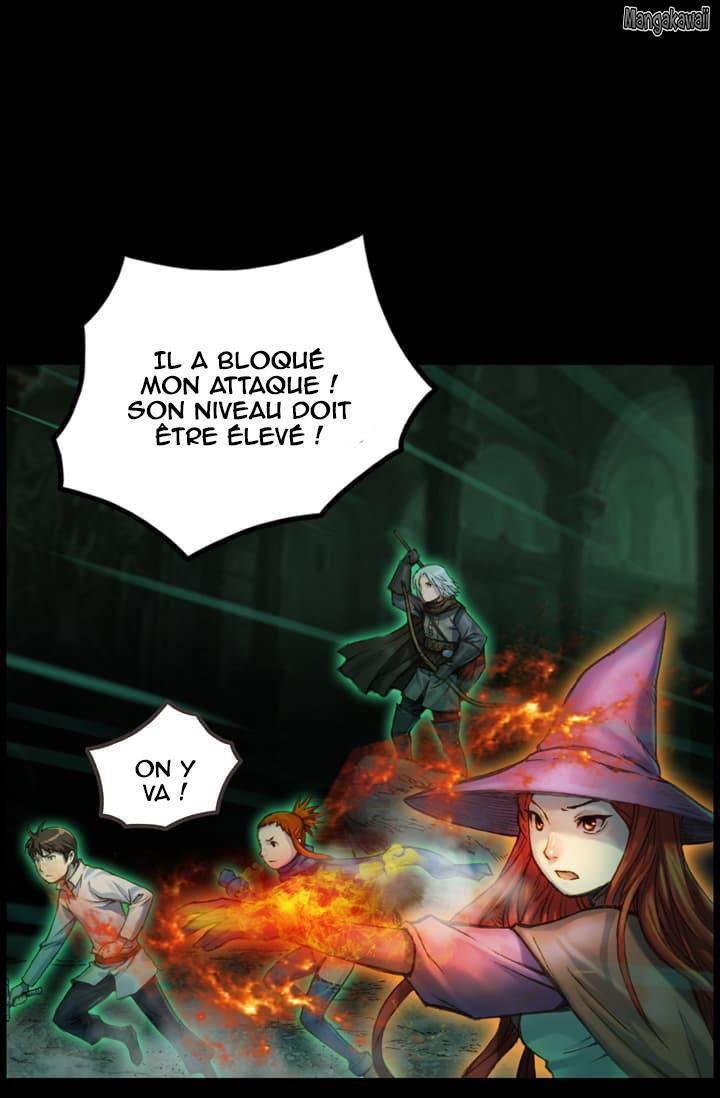 Mangakawaii
IL A BLOQUÉ
MON ATTAQUE !
SON NIVEAU DOIT
ÊTRE ÉLEVÉ !
ON Y
VA !